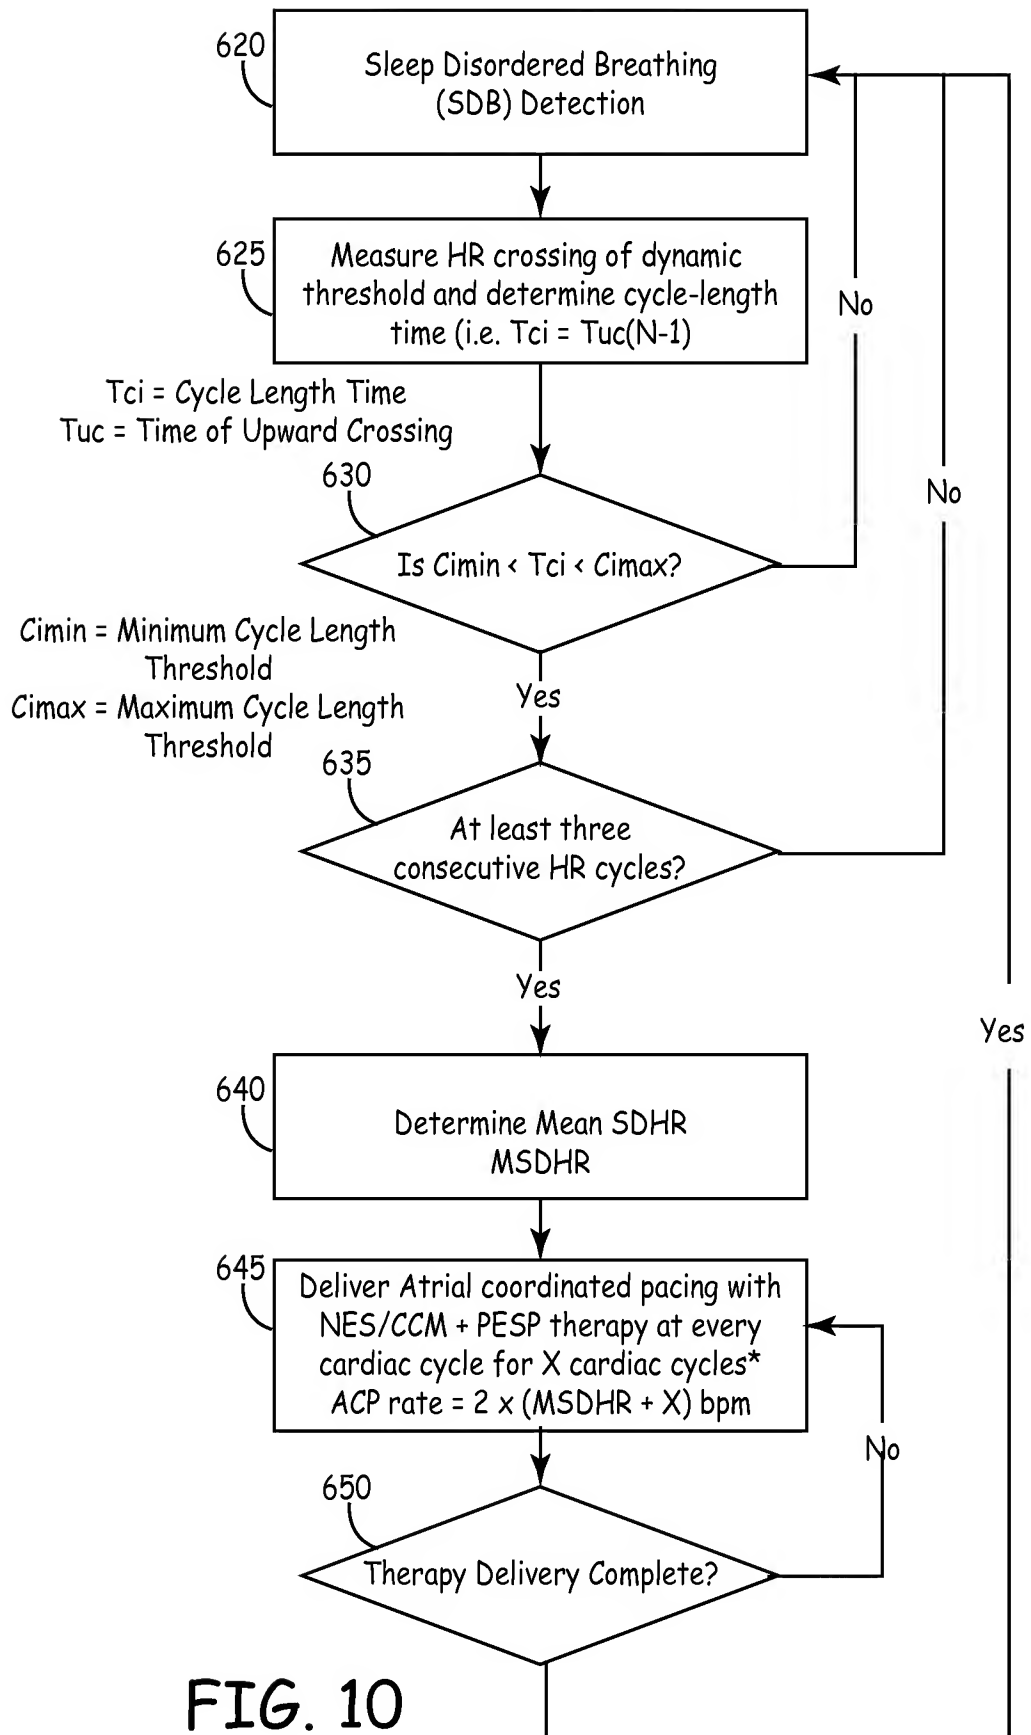 620
Sleep Disordered Breathing
(SDB) Detection
625
Measure HR crossing of dynamic
threshold and determine cycle-length
time (i.e. Tci = Tuc(N-1)
No
Tci = Cycle Length Time
Tuc = Time of Upward Crossing
630
No
Is Cimin < Tci < Cimax?
Cimin = Minimum Cycle Length
Threshold
Cimax = Maximum Cycle Length
Threshold
Yes
635
At least three
consecutive HR cycles?
Yes
Yes
640
Determine Mean SDHR
MSDHR
645
Deliver Atrial coordinated pacing with
NES/CCM + PESP therapy at every
cardiac cycle for X cardiac cycles*
ACP rate = 2 x (MSDHR + X) bpm
No
650
Therapy Delivery Complete?
FIG. 10